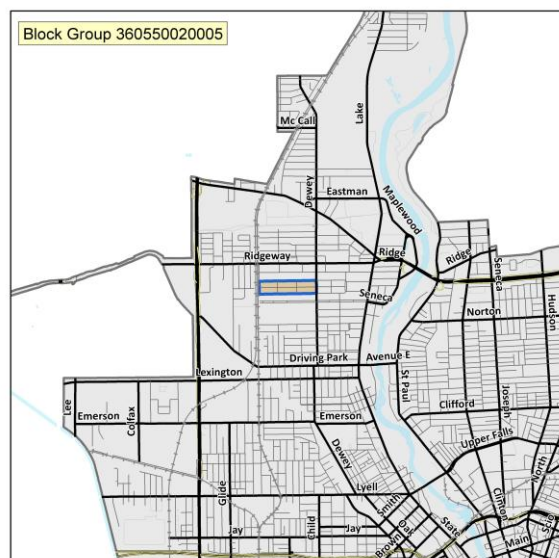 Block Group 360550020005
Mc Call
Lake
Dewey
Eastman
Maplewood
Ridgeway
Ridge
Ridge
Seneca
Hudson
Seneca
Norton
Driving Park
Avenue E
Lexington
St Paul
Lee
Emerson
Colfax
Emerson
Clifford
Joseph
Dewey
Upper Falls
Glide
Lyell
Smith
Clinton
North
Jay
Child
Jay
Oak
Brown
State
Main